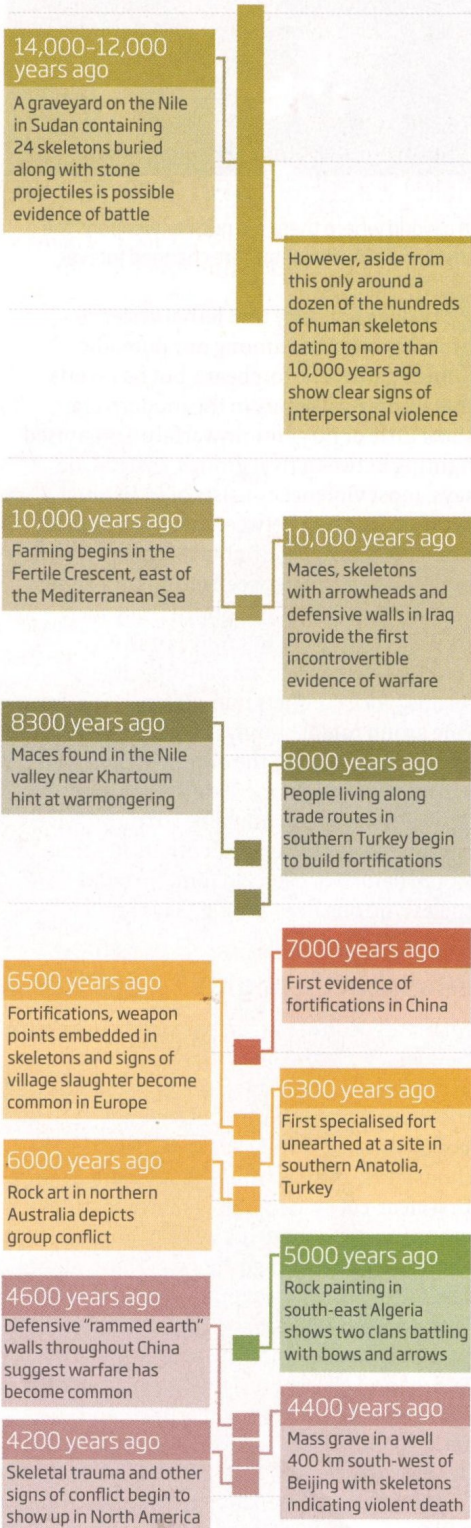 14,000-12,000
years ago
A graveyard on the Nile
in Sudan containing
24 skeletons buried
along with stone
projectiles is possible
evidence of battle
However, aside from
this only around a
dozen of the hundreds
of human skeletons
dating to more than
10,000 years ago
show clear signs of
interpersonal violence
10,000 years ago
Farming begins in the
Fertile Crescent, east of
the Mediterranean Sea
10,000 years ago
Maces, skeletons
with arrowheads and
defensive walls in Iraq
provide the first
incontrovertible
evidence of warfare
8300 years ago
Maces found in the Nile
valley near Khartoum
hint at warmongering
8000 years ago
People living along
trade routes in
southern Turkey begin
to build fortifications
7000 years ago
First evidence of
fortifications in China
6500 years ago
Fortifications, weapon
points embedded in
skeletons and signs of
village slaughter become
common in Europe
6300 years ago
First specialised fort
unearthed at a site in
southern Anatolia,
Turkey
6000 years ago
Rock art in northern
Australia depicts
group conflict
5000 years ago
Rock painting in
south-east Algeria
shows two clans battling
with bows and arrows
4600 years ago
Defensive "rammed earth"
walls throughout China
suggest warfare has
become common
4400 years ago
Mass grave in a well
400 km south-west of
Beijing with skeletons
indicating violent death
4200 years ago
Skeletal trauma and other
signs of conflict begin to
show up in North America